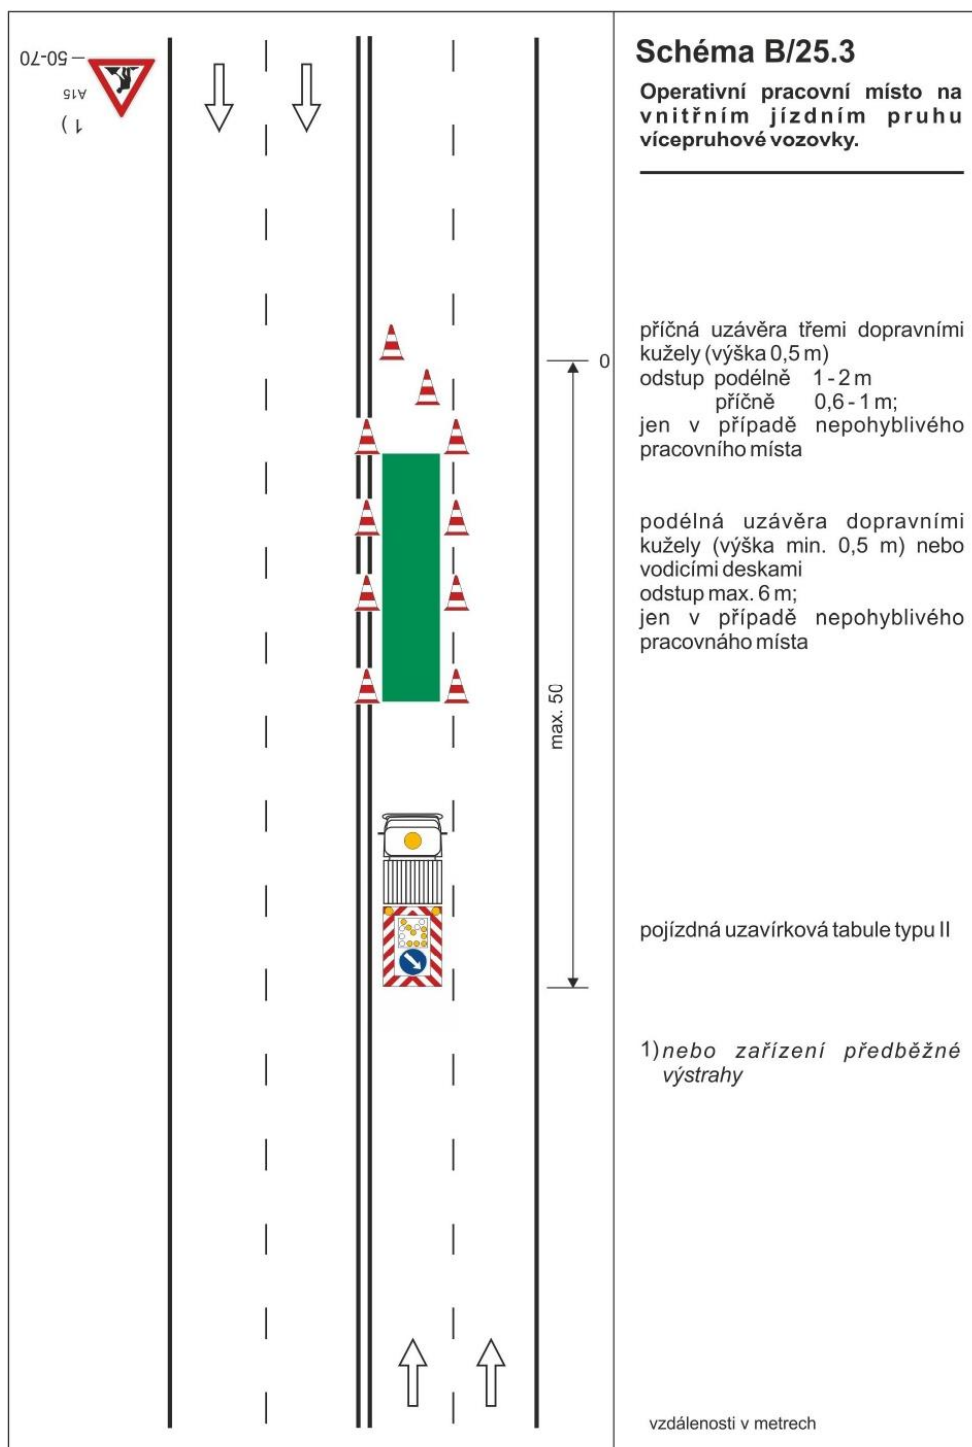 50-70
A15
1)
Schéma B/25.3
Operativní pracovní místo na
vnitřním jízdním pruhu
vícepruhové vozovky.
příčná uzávěra třemi dopravními
kužely (výška 0,5 m)
odstup podélně 1 - 2 m
příčně 0,6 - 1 m;
jen v případě nepohyblivého
pracovního místa
0
podélná uzávěra dopravními
kužely (výška min. 0,5 m) nebo
vodicími deskami
odstup max. 6 m;
jen v případě nepohyblivého
pracovnáho místa
max. 50
pojízdná uzavírková tabule typu II
1) nebo zařízení předběžné
výstrahy
vzdálenosti v metrech